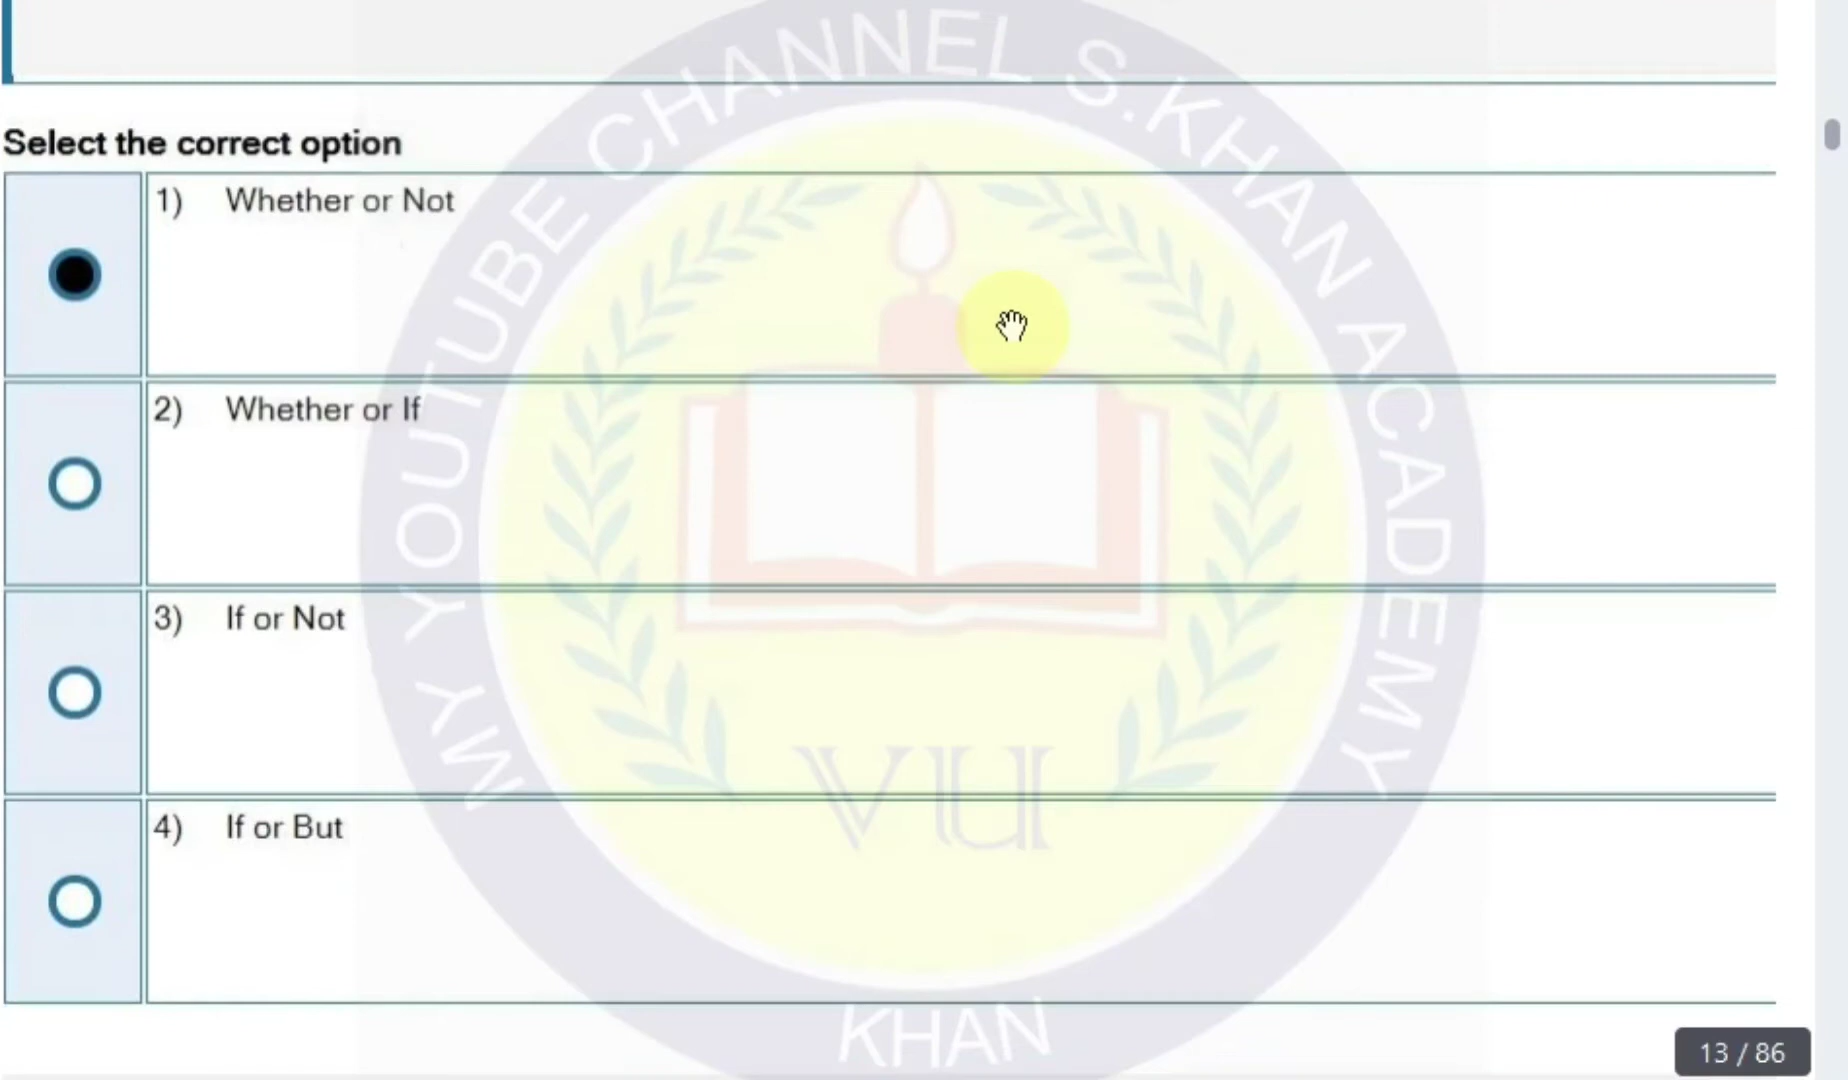 Select the correct option
1) Whether or Not
2) Whether or If
3) If or Not
4) If or But
MY YOUTUBE CHANNEL S.KHAN ACADEMY
VU
KHAN
13 / 86